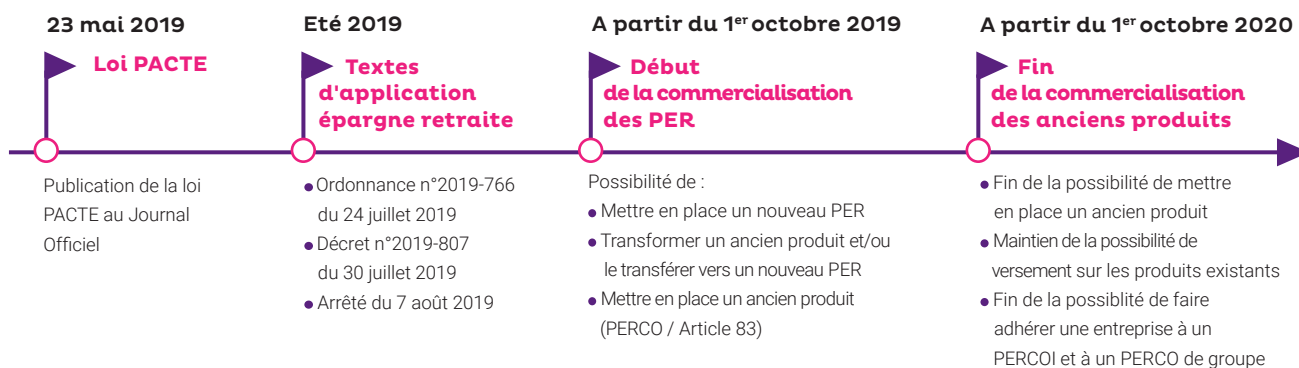 23 mai 2019
Loi PACTE
Publication de la loi
PACTE au Journal
Officiel
Eté 2019
Textes
d'application
épargne retraite
• Ordonnance n°2019-766
du 24 juillet 2019
• Décret n°2019-807
du 30 juillet 2019
• Arrêté du 7 août 2019
A partir du 1er octobre 2019
Début
de la commercialisation
des PER
Possibilité de :
• Mettre en place un nouveau PER
• Transformer un ancien produit et/ou
le transférer vers un nouveau PER
• Mettre en place un ancien produit
(PERCO / Article 83)
A partir du 1er octobre 2020
Fin
de la commercialisation
des anciens produits
• Fin de la possibilité de mettre
en place un ancien produit
• Maintien de la possibilité de
versement sur les produits existants
• Fin de la possiblité de faire
adhérer une entreprise à un
PERCOI et à un PERCO de groupe